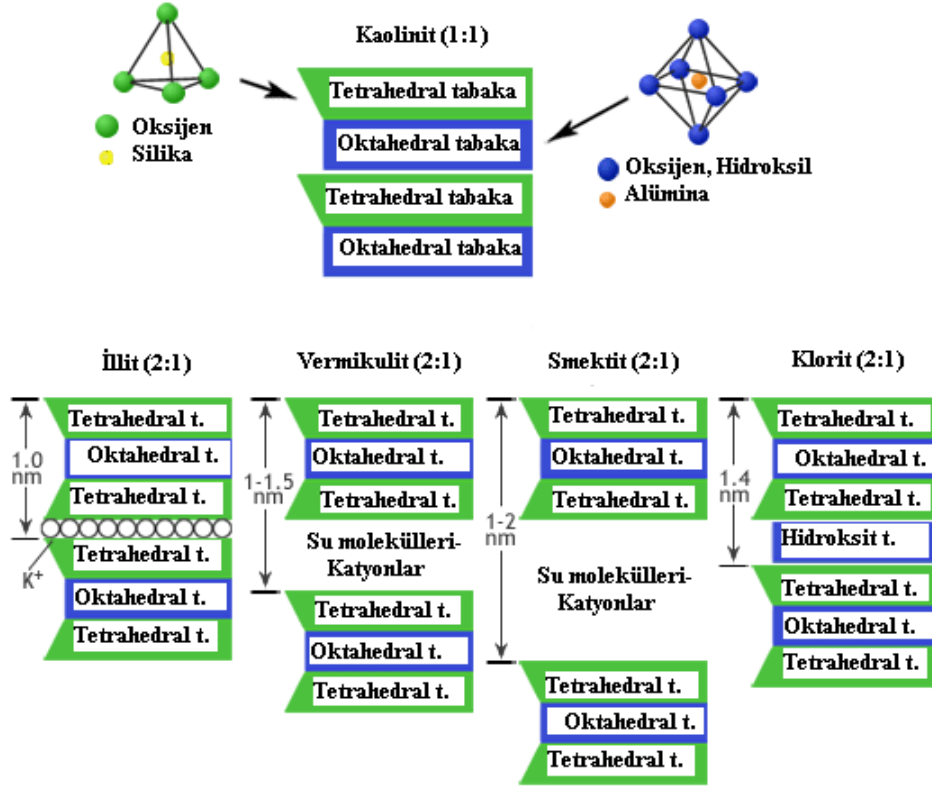 Kaolinit (1:1)
Tetrahedral tabaka
Oktahedral tabaka
Tetrahedral tabaka
Oktahedral tabaka
Oksijen
Silika
Oksijen, Hidroksil
Alümina
İllit (2:1)
1.0
nm
Tetrahedral t.
Oktahedral t.
Tetrahedral t.
K+
Tetrahedral t.
Oktahedral t.
Tetrahedral t.
Vermikulit (2:1)
1-1.5
nm
Tetrahedral t.
Oktahedral t.
Tetrahedral t.
Su molekülleri-
Katyonlar
Tetrahedral t.
Oktahedral t.
Tetrahedral t.
Smektit (2:1)
1-2
nm
Tetrahedral t.
Oktahedral t.
Tetrahedral t.
Su molekülleri-
Katyonlar
Tetrahedral t.
Oktahedral t.
Tetrahedral t.
Klorit (2:1)
1.4
nm
Tetrahedral t.
Oktahedral t.
Tetrahedral t.
Hidroksit t.
Tetrahedral t.
Oktahedral t.
Tetrahedral t.